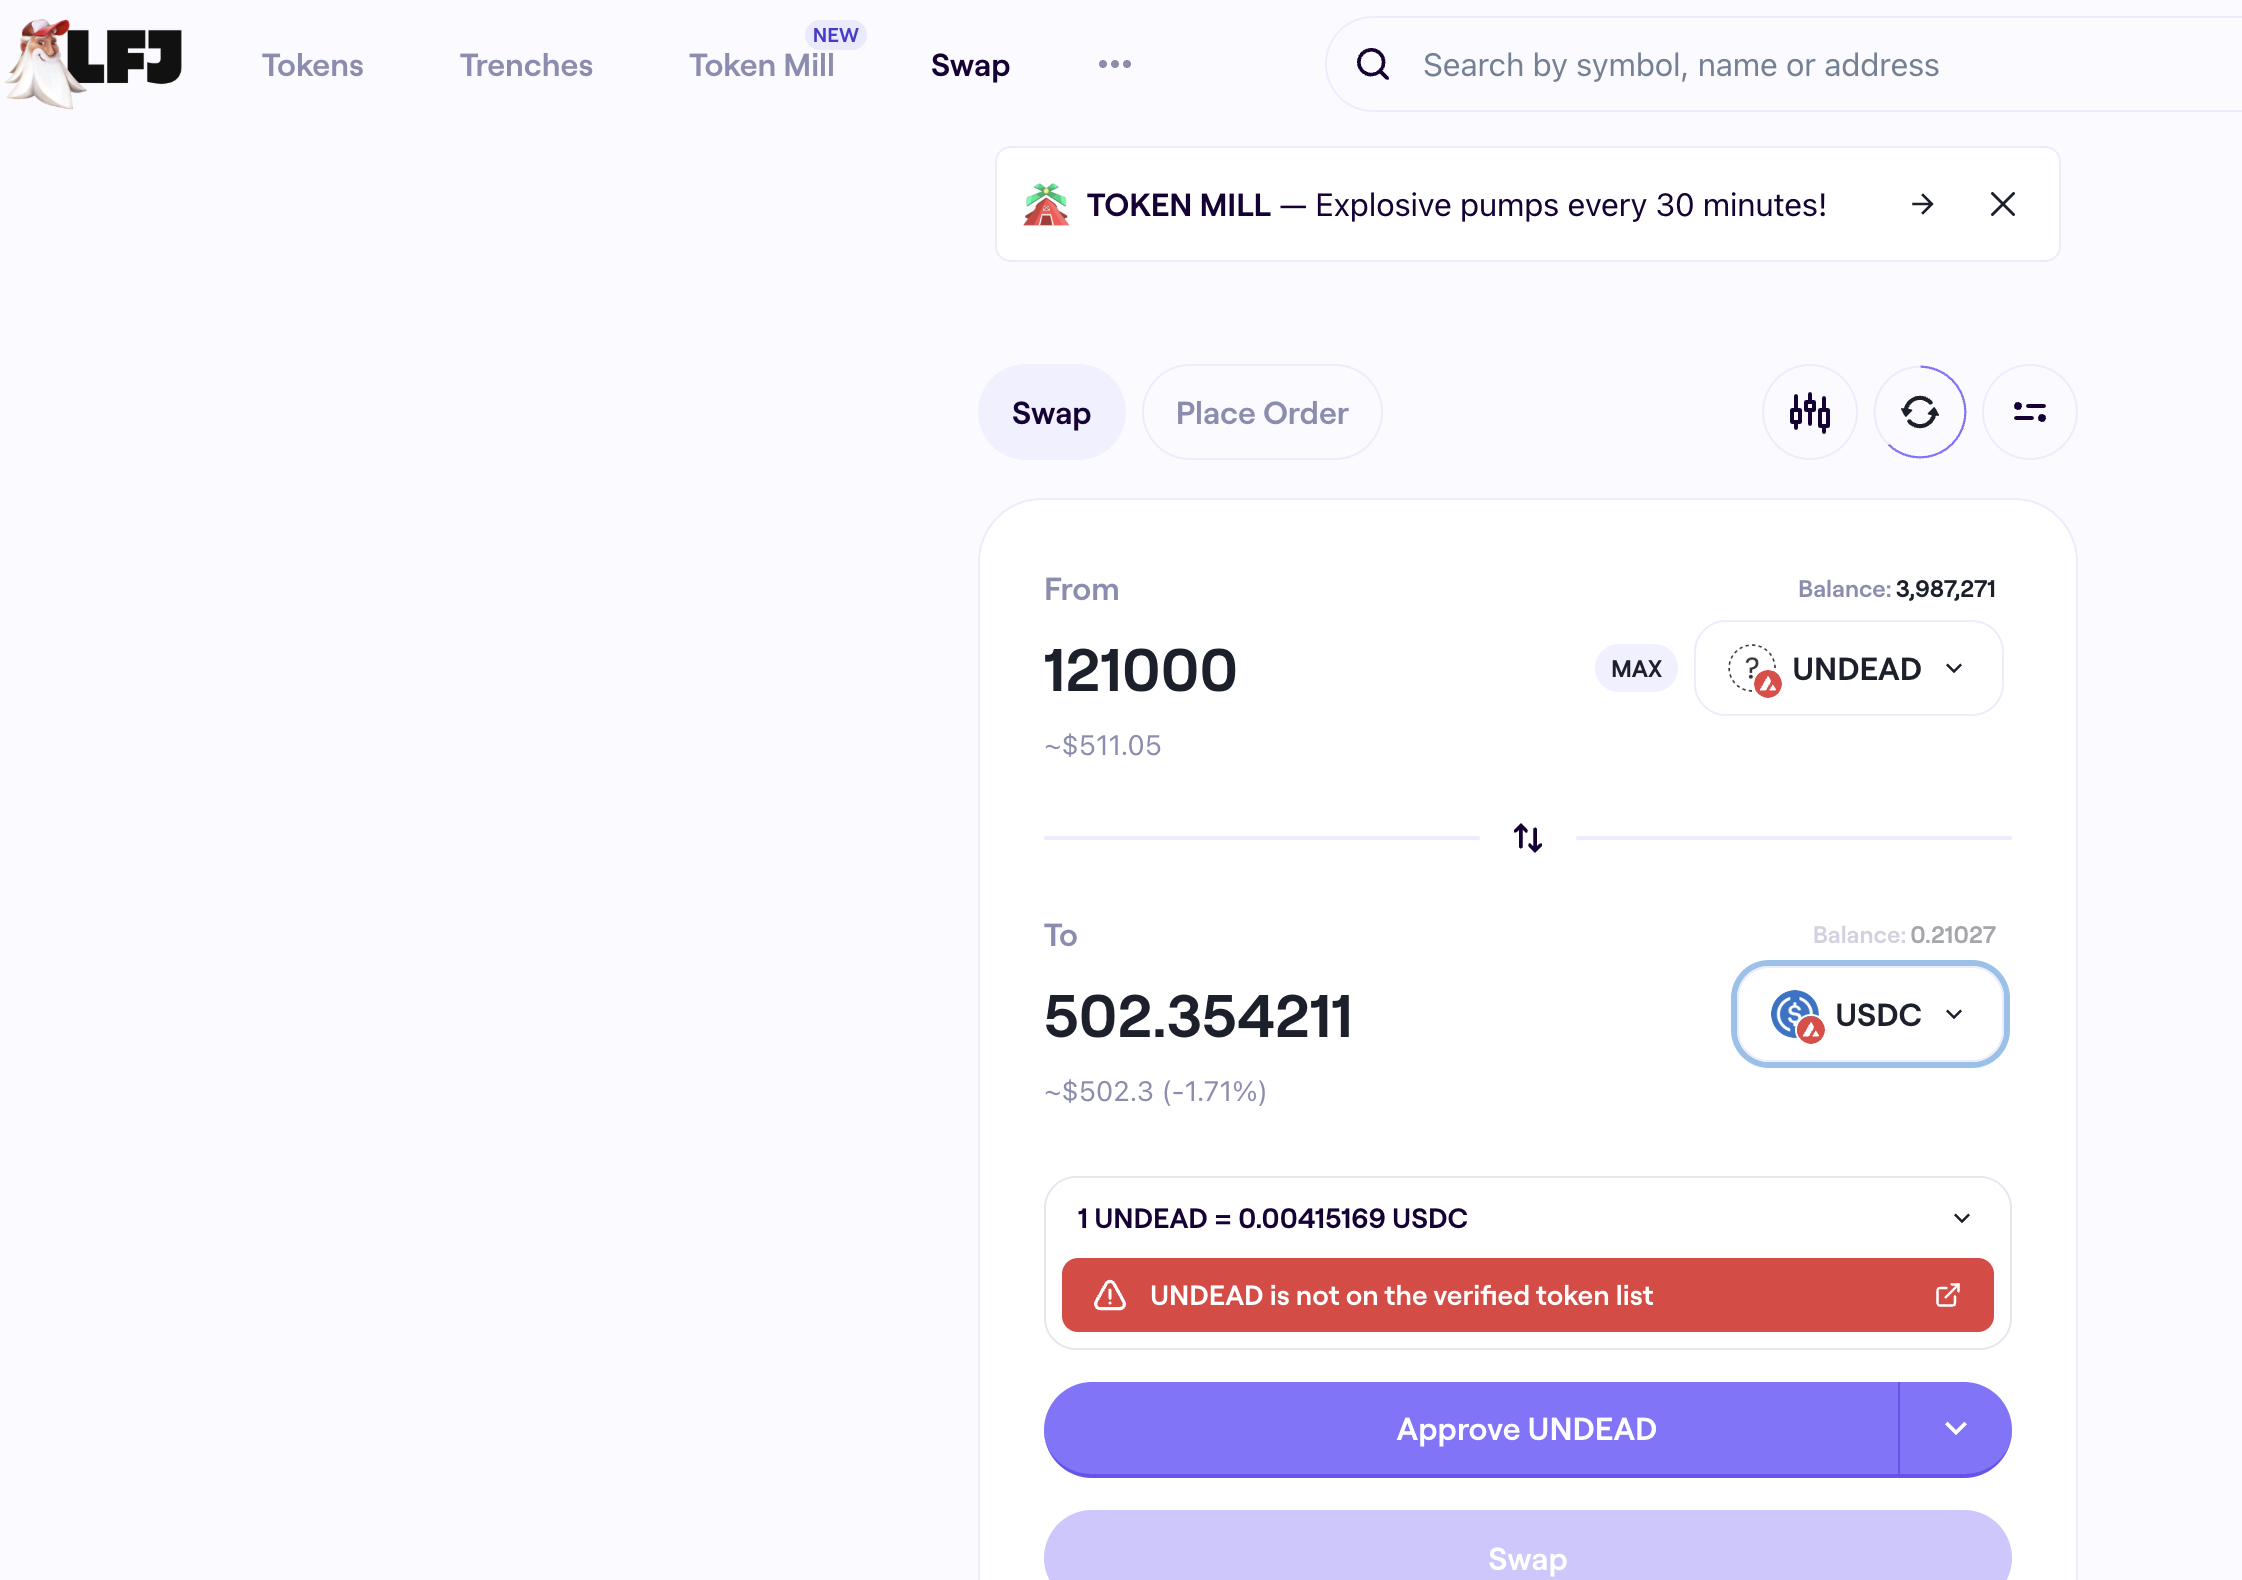 LFJ
Tokens
Trenches
Token Mill
NEW
Swap
Search by symbol, name or address
TOKEN MILL — Explosive pumps every 30 minutes!
Swap
Place Order
From
Balance: 3,987,271
121000
MAX
? UNDEAD
~$511.05
To
Balance: 0.21027
502.354211
USDC
~$502.3 (-1.71%)
1 UNDEAD = 0.00415169 USDC
UNDEAD is not on the verified token list
Approve UNDEAD
Swap